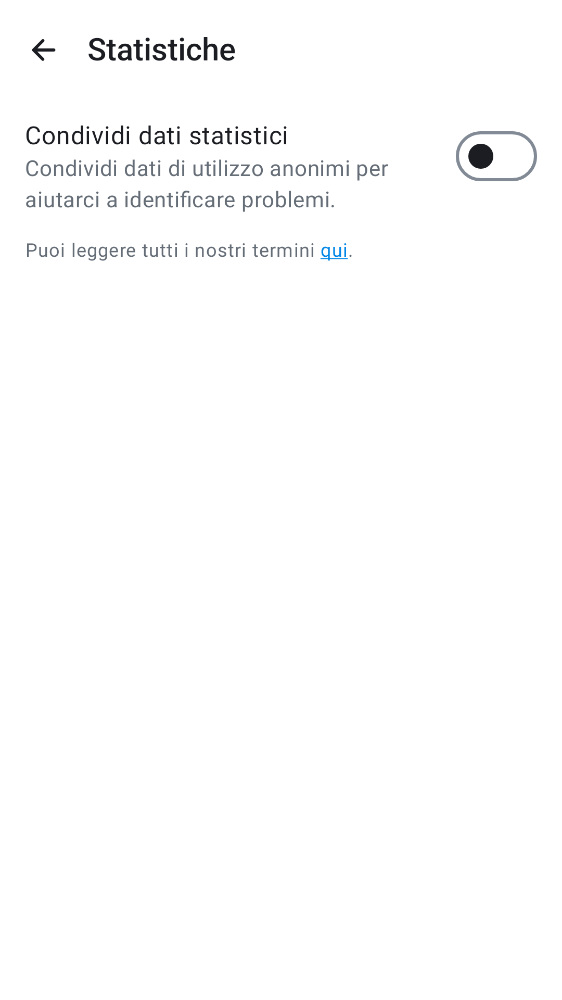 Statistiche
Condividi dati statistici
Condividi dati di utilizzo anonimi per
aiutarci a identificare problemi.
Puoi leggere tutti i nostri termini qui.